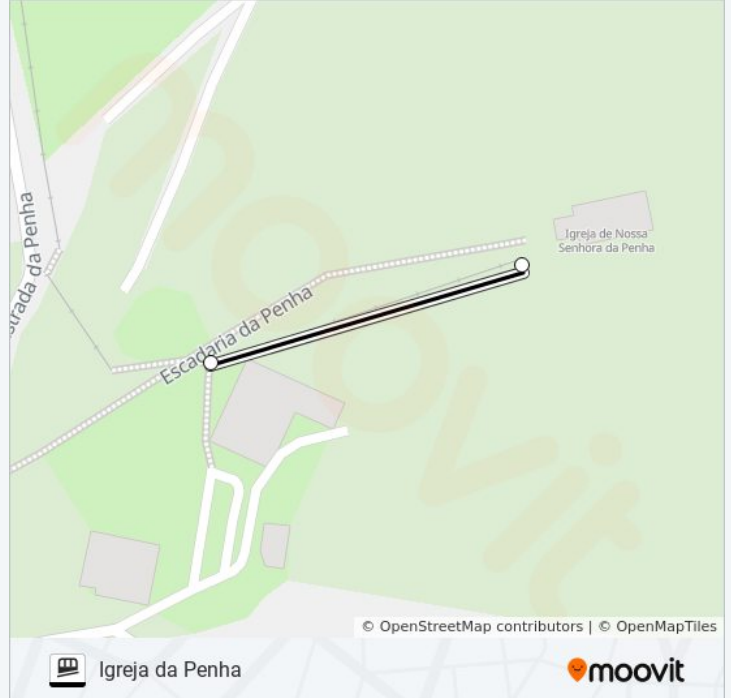 moovit
strada da Penha
Igreja de Nossa
Senhora da Penha
Escadaria da Penha
© OpenStreetMap contributors | © OpenMapTiles
Igreja da Penha
moovit